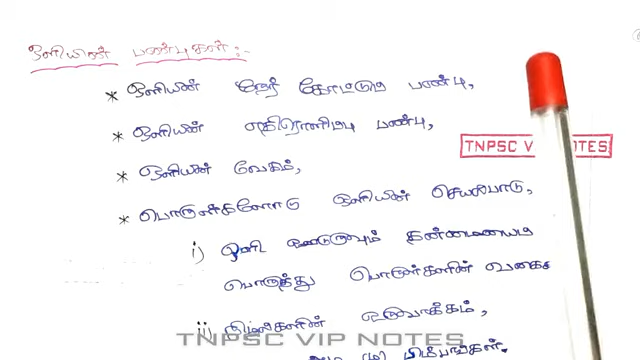 ஒளியின் பண்புகள் :-
* ஒளியின் நேர் கோட்டுப் பண்பு,
* ஒளியின் எதிரொளிப்பு பண்பு,
TNPSC VIP NOTES
* ஒளியின் வேகம்,
* பொருள்களோடு ஒளியின் செயல்பாடு,
i) ஒளி ஊடுருவும் தன்மையைப்
பொருத்து பொருள்களின் வகை
ii) நிழல்களின் உருவாக்கம்,
TNPSC VIP NOTES
பிம்பங்கள்.